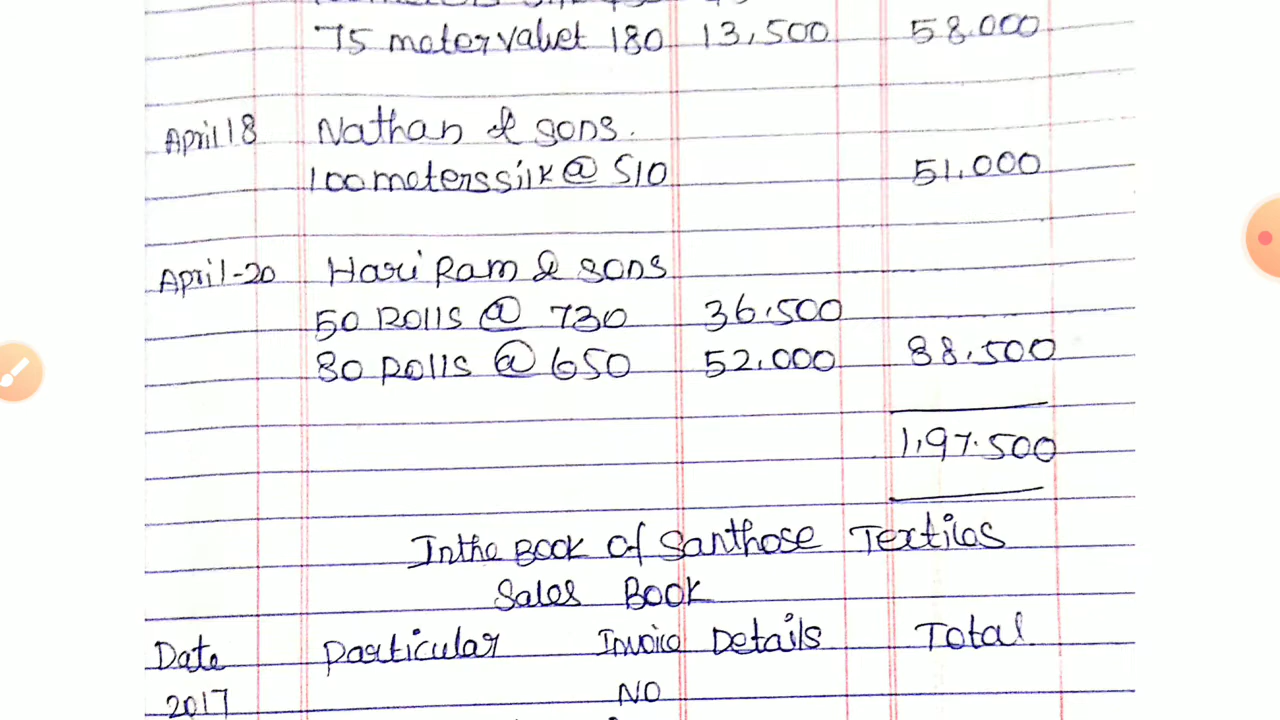 75 meter valvet 180 13,500 58.000
April 18 Nathan & sons.
100 meters silk @ 510 51.000
April-20 Hari Ram & sons
50 Rolls @ 730 36.500
80 Rolls @ 650 52.000 88.500
1,97.500
In the Book of Santhose Textiles
Sales Book
Date Particular Invoice Details Total
2017 No